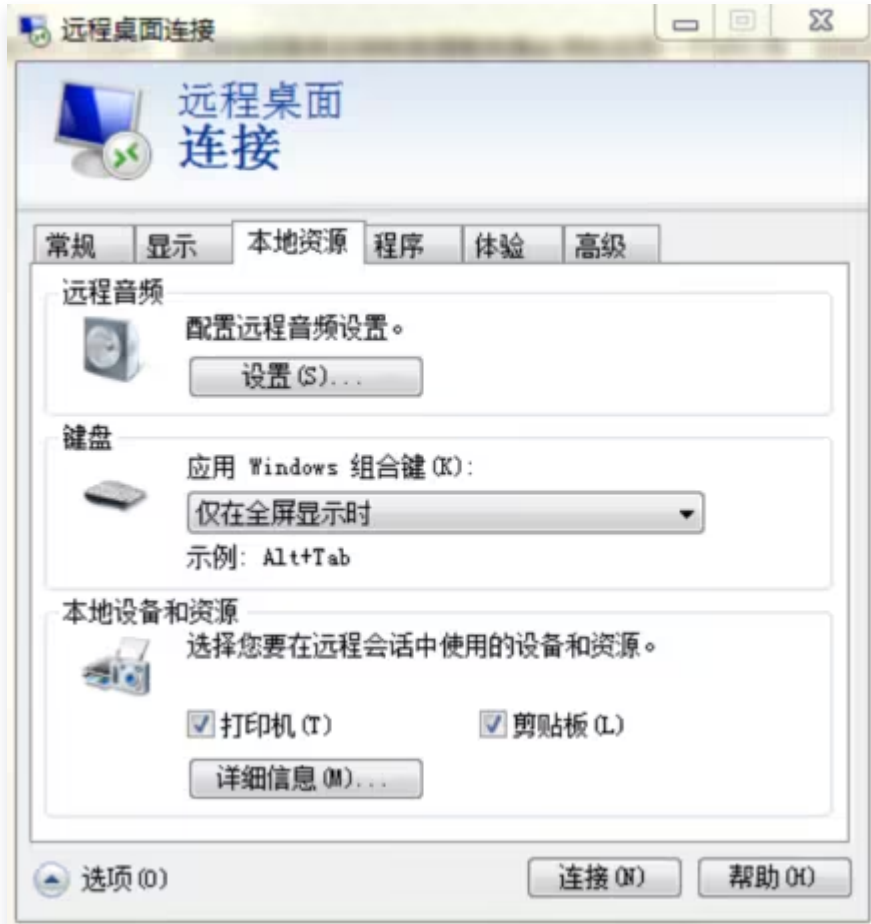 远程桌面连接
远程桌面
连接
常规 显示 本地资源 程序 体验 高级
远程音频
配置远程音频设置。
设置(S)...
键盘
应用 Windows 组合键(K):
仅在全屏显示时
示例: Alt+Tab
本地设备和资源
选择您要在远程会话中使用的设备和资源。
打印机(T) 剪贴板(L)
详细信息(M)...
选项(O) 连接(N) 帮助(H)